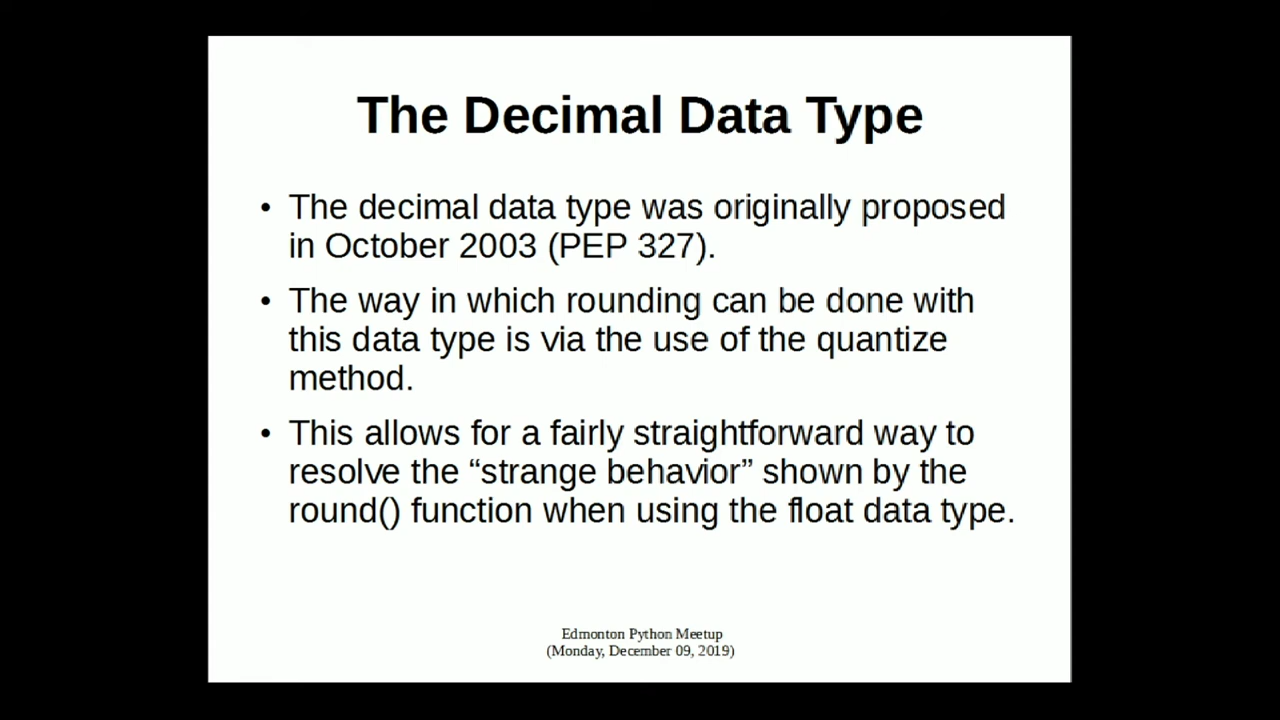 The Decimal Data Type
• The decimal data type was originally proposed
in October 2003 (PEP 327).
• The way in which rounding can be done with
this data type is via the use of the quantize
method.
• This allows for a fairly straightforward way to
resolve the “strange behavior” shown by the
round() function when using the float data type.
Edmonton Python Meetup
(Monday, December 09, 2019)